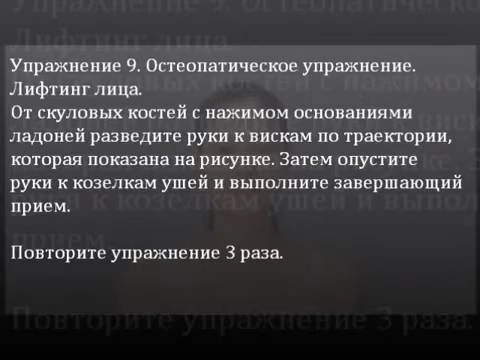 Упражнение 9. Остеопатическое упражнение.
Лифтинг лица.
От скуловых костей с нажимом основаниями
ладоней разведите руки к вискам по траектории,
которая показана на рисунке. Затем опустите
руки к козелкам ушей и выполните завершающий
прием.
Повторите упражнение 3 раза.